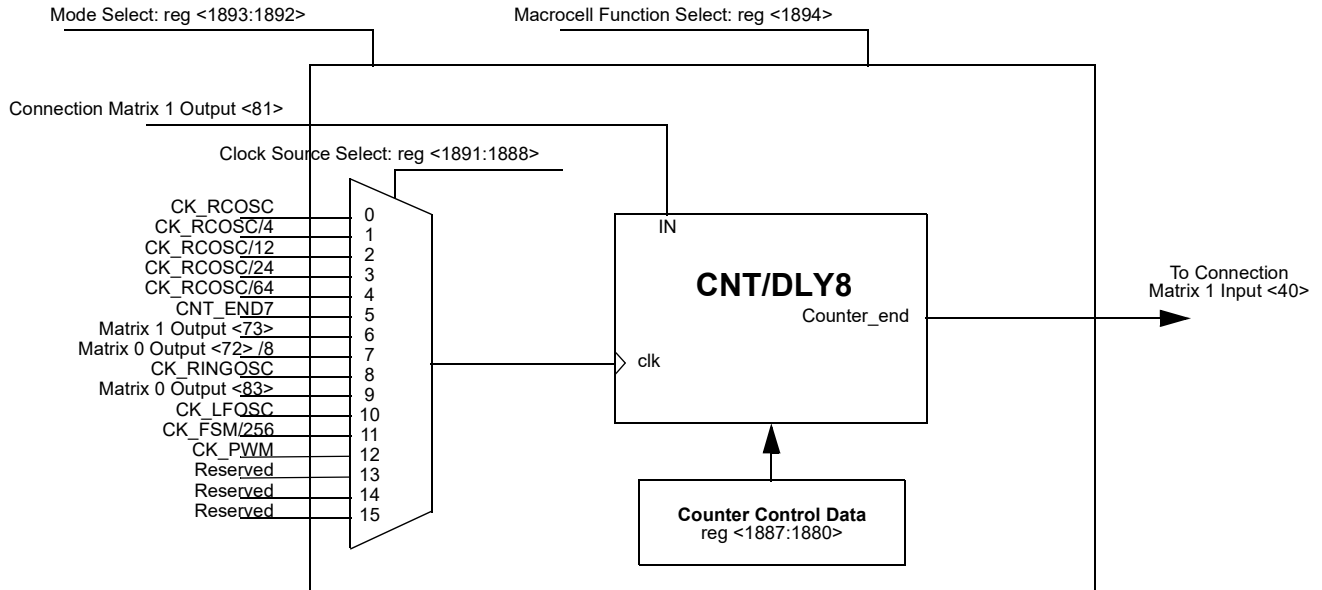 Mode Select: reg <1893:1892>
Macrocell Function Select: reg <1894>
Connection Matrix 1 Output <81>
Clock Source Select: reg <1891:1888>
CK_RCOSC
0
CK_RCOSC/4
1
CK_RCOSC/12
2
CK_RCOSC/24
3
CK_RCOSC/64
4
CNT_END7
5
Matrix 1 Output <73>
6
Matrix 0 Output <72> /8
7
CK_RINGOSC
8
Matrix 0 Output <83>
9
CK_LFOSC
10
CK_FSM/256
11
CK_PWM
12
Reserved
13
Reserved
14
Reserved
15
IN
CNT/DLY8
Counter_end
clk
To Connection
Matrix 1 Input <40>
Counter Control Data
reg <1887:1880>